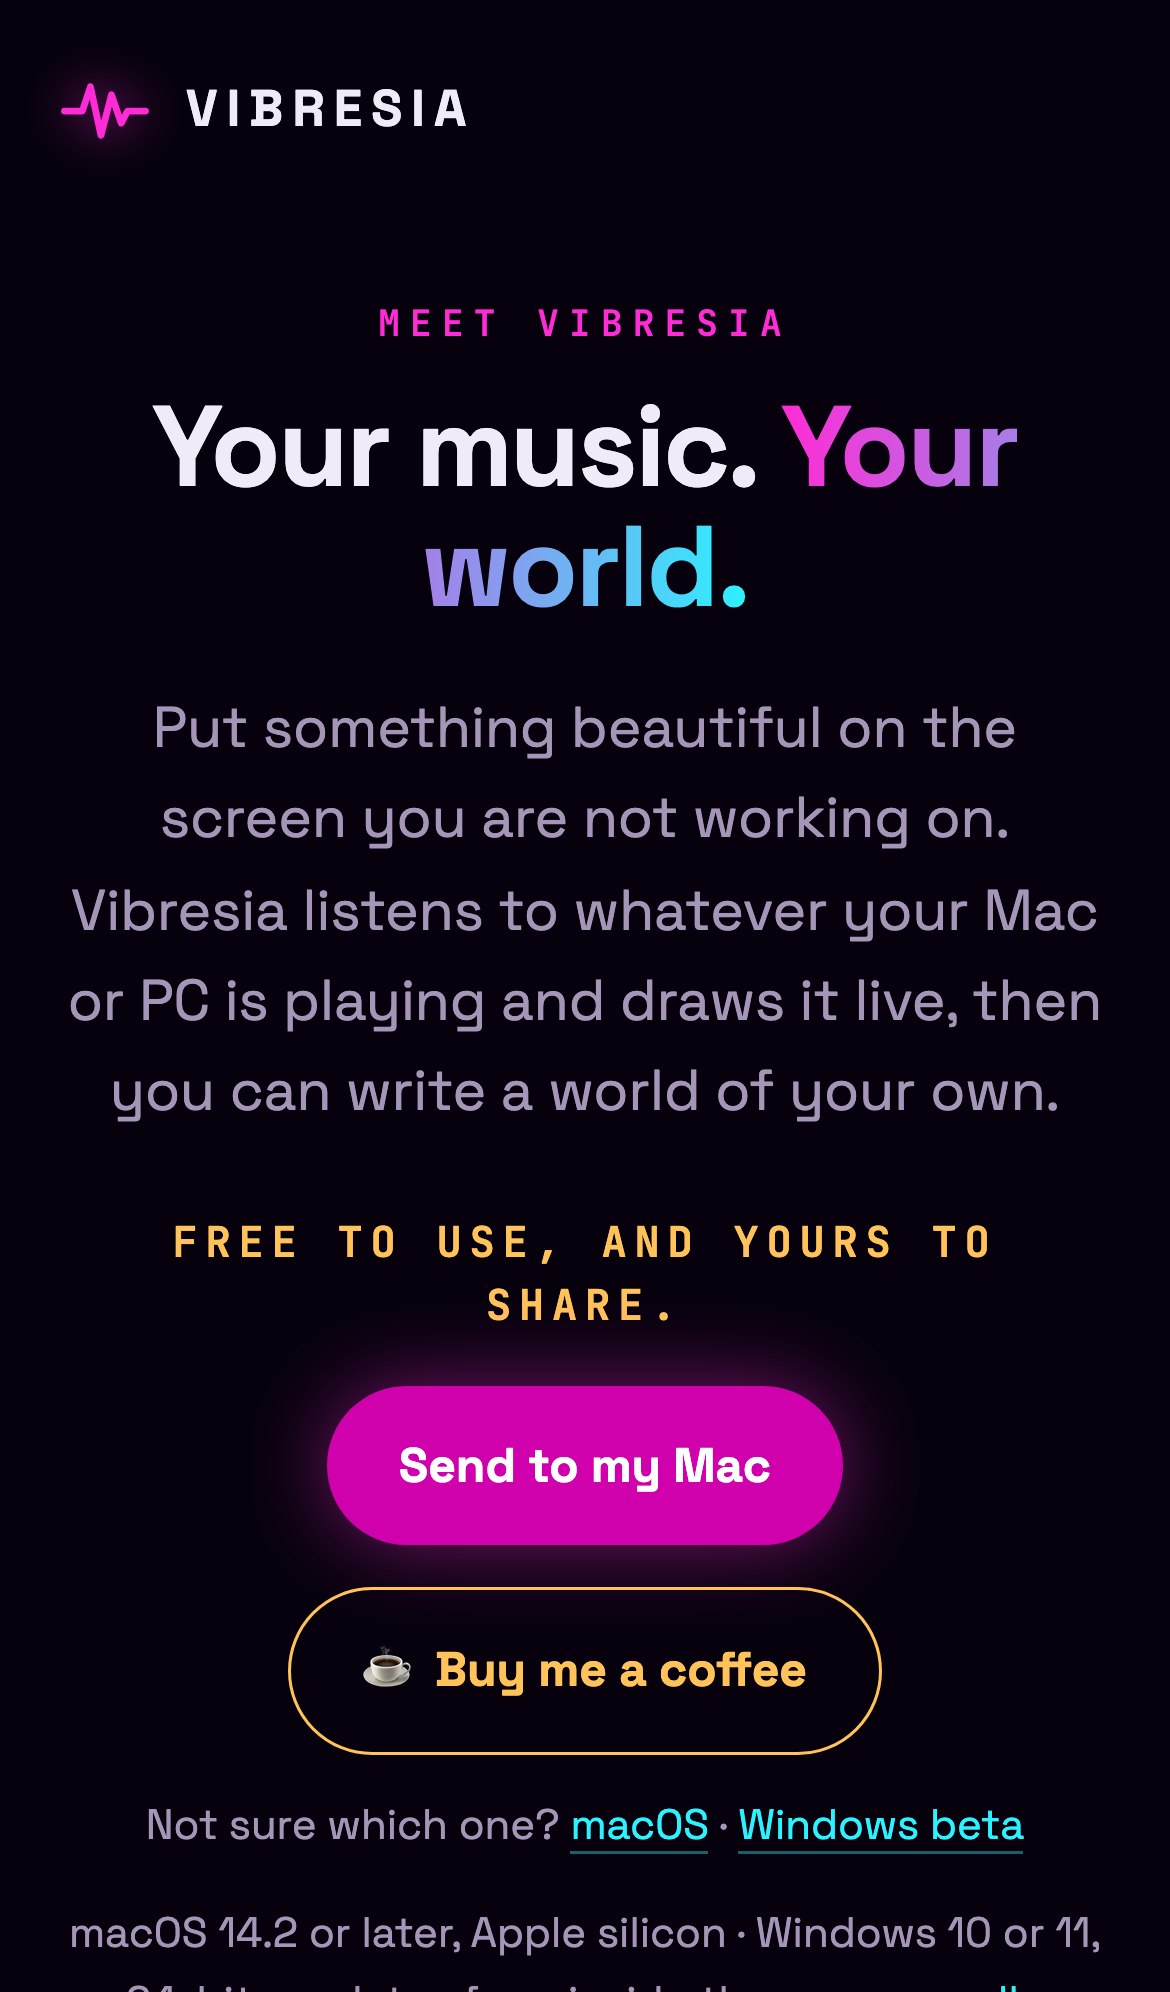 VIBRESIA
MEET VIBRESIA
Your music. Your
world.
Put something beautiful on the
screen you are not working on.
Vibresia listens to whatever your Mac
or PC is playing and draws it live, then
you can write a world of your own.
FREE TO USE, AND YOURS TO
SHARE.
Send to my Mac
☕ Buy me a coffee
Not sure which one? macOS · Windows beta
macOS 14.2 or later, Apple silicon · Windows 10 or 11,